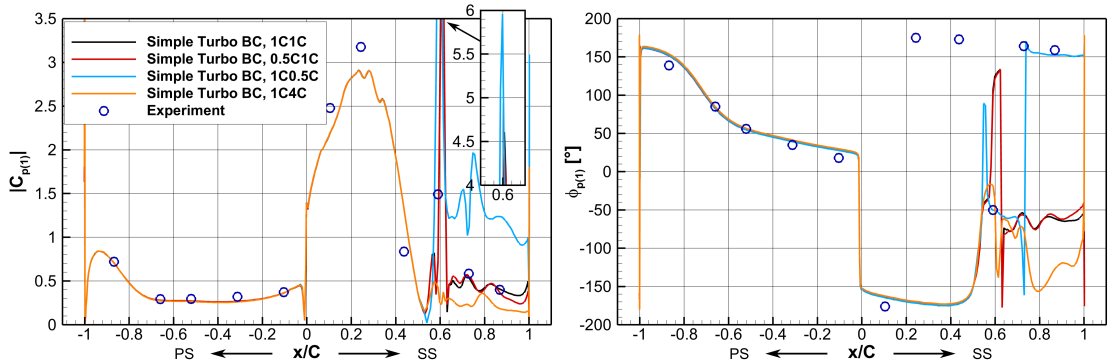 3.5
3
2.5
2
1.5
1
0.5
0
|Cp(1)|
Simple Turbo BC, 1C1C
Simple Turbo BC, 0.5C1C
Simple Turbo BC, 1C0.5C
Simple Turbo BC, 1C4C
Experiment
6
5.5
5
4.5
4
0.6
-1 -0.8 -0.6 -0.4 -0.2 0 0.2 0.4 0.6 0.8 1
PS x/C SS
200
150
100
50
0
-50
-100
-150
-200
ϕp(1) [°]
-1 -0.8 -0.6 -0.4 -0.2 0 0.2 0.4 0.6 0.8 1
PS x/C SS